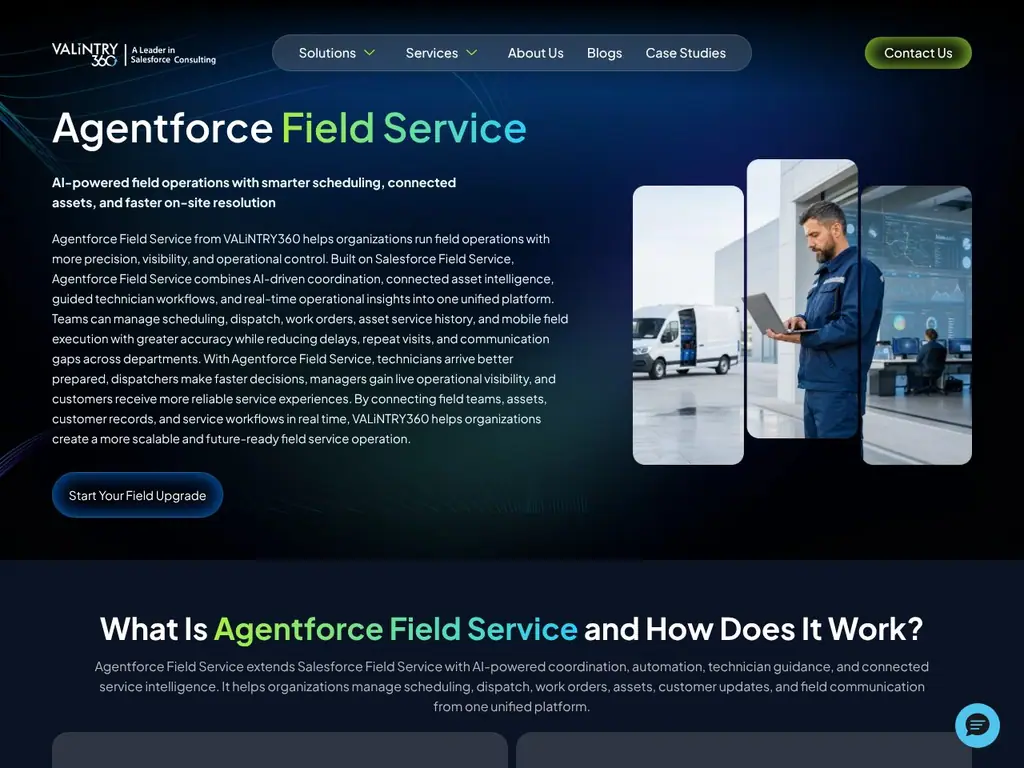 VALiNTRY
360
A Leader in
Salesforce Consulting
Solutions
Services
About Us
Blogs
Case Studies
Contact Us
Agentforce Field Service
AI-powered field operations with smarter scheduling, connected
assets, and faster on-site resolution
Agentforce Field Service from VALiNTRY360 helps organizations run field operations with
more precision, visibility, and operational control. Built on Salesforce Field Service,
Agentforce Field Service combines AI-driven coordination, connected asset intelligence,
guided technician workflows, and real-time operational insights into one unified platform.
Teams can manage scheduling, dispatch, work orders, asset service history, and mobile field
execution with greater accuracy while reducing delays, repeat visits, and communication
gaps across departments. With Agentforce Field Service, technicians arrive better
prepared, dispatchers make faster decisions, managers gain live operational visibility, and
customers receive more reliable service experiences. By connecting field teams, assets,
customer records, and service workflows in real time, VALiNTRY360 helps organizations
create a more scalable and future-ready field service operation.
Start Your Field Upgrade
What Is Agentforce Field Service and How Does It Work?
Agentforce Field Service extends Salesforce Field Service with AI-powered coordination, automation, technician guidance, and connected
service intelligence. It helps organizations manage scheduling, dispatch, work orders, assets, customer updates, and field communication
from one unified platform.